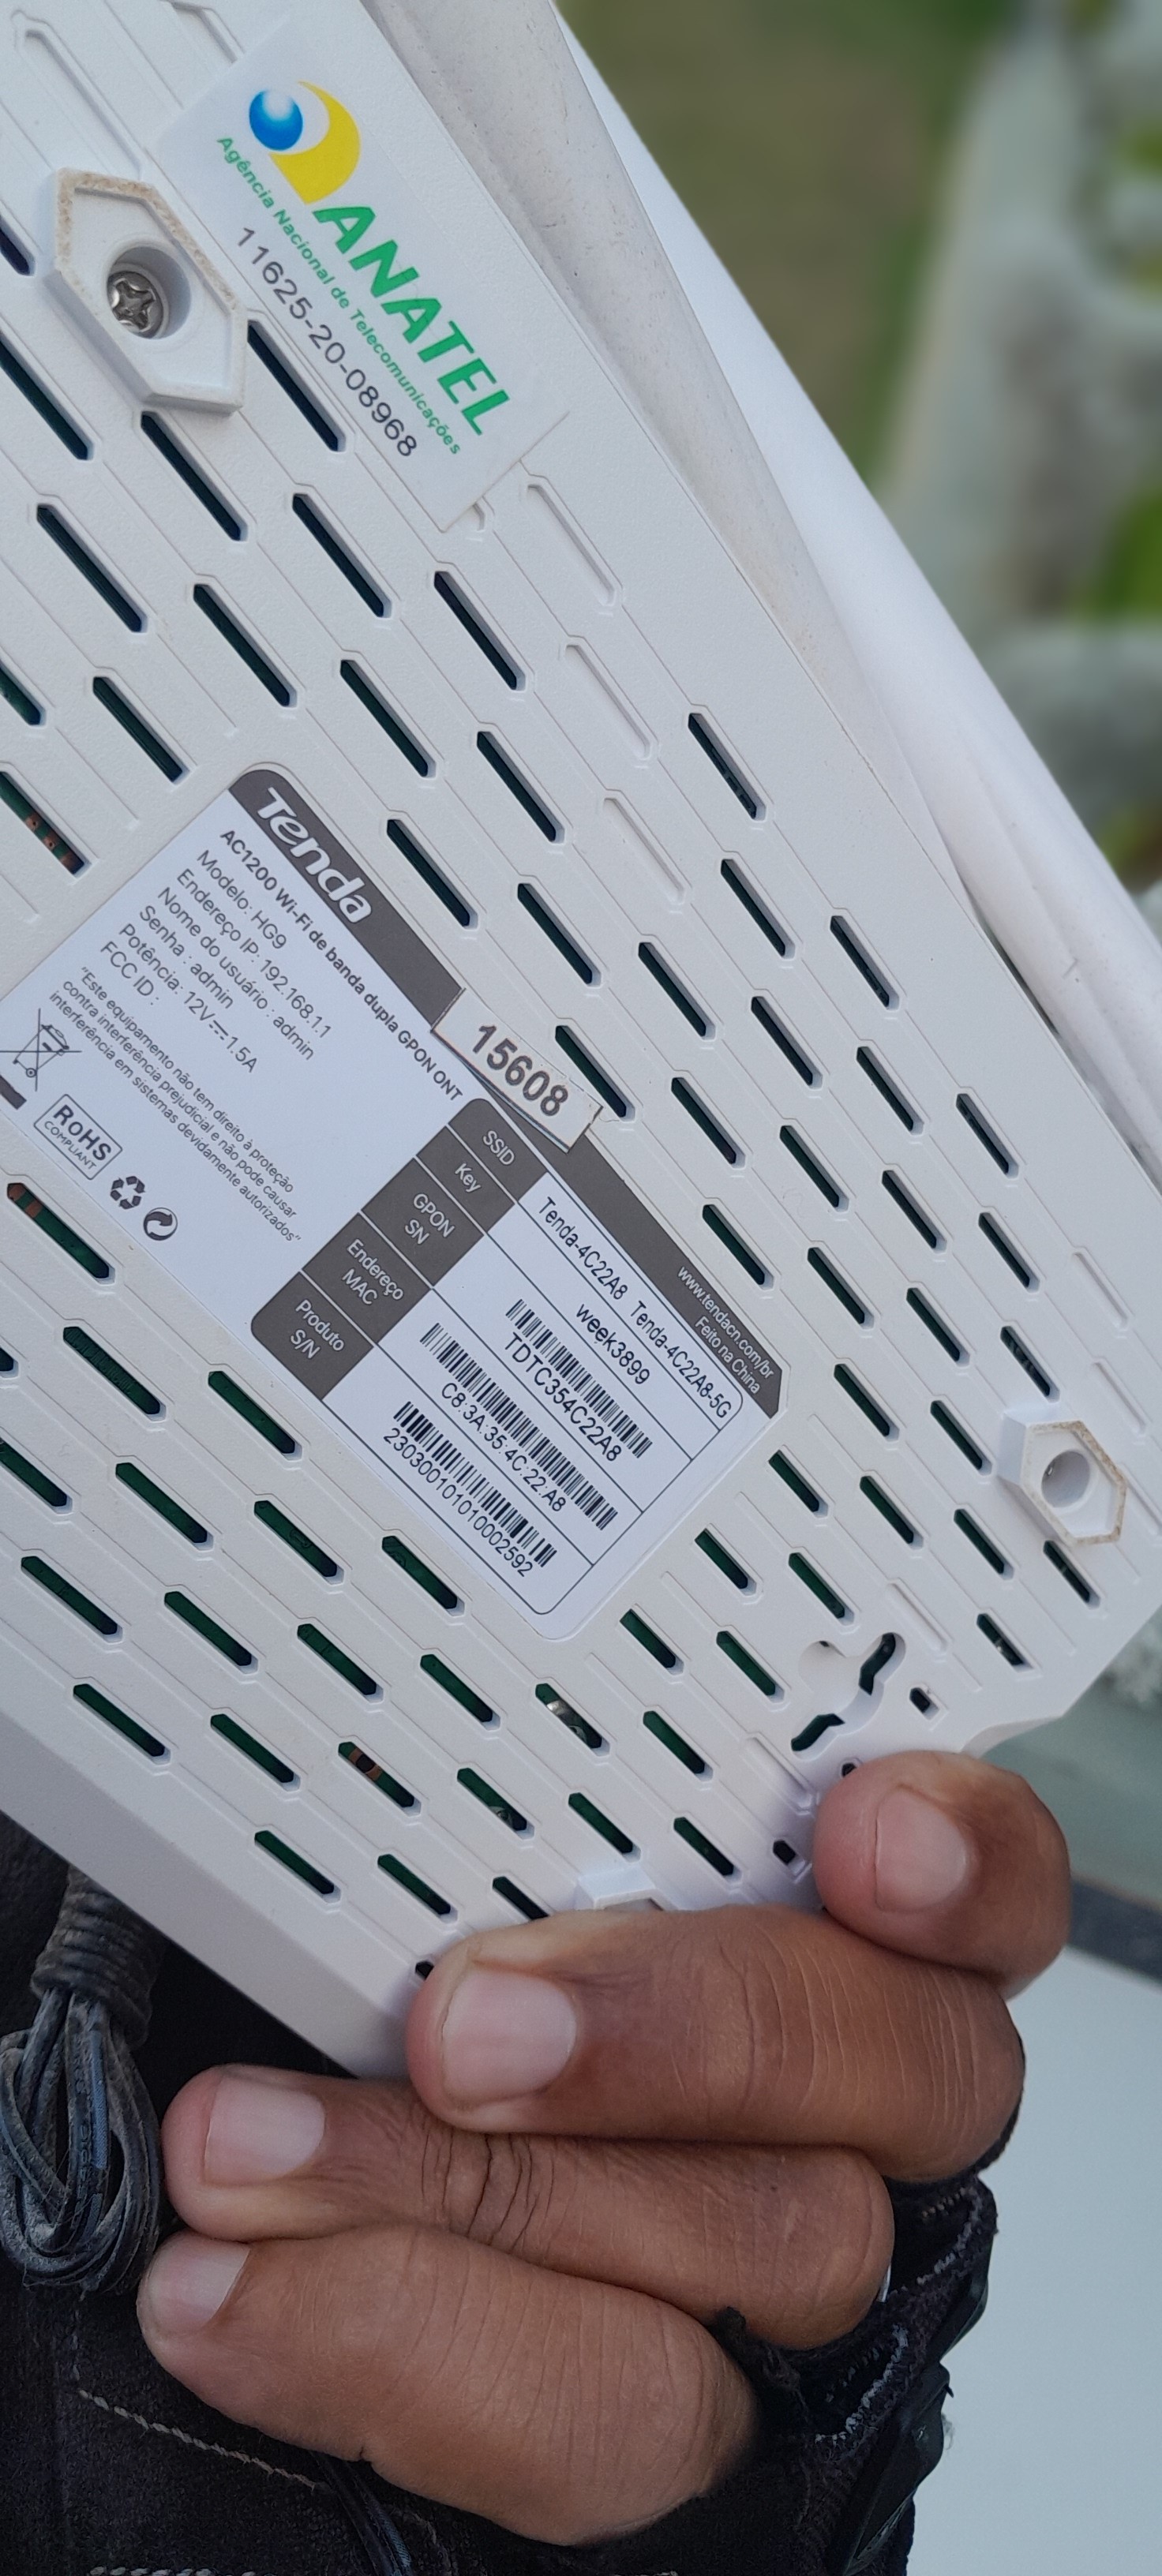 ANATEL
Agência Nacional de Telecomunicações
11625-20-08968
Tenda
AC1200 Wi-Fi de banda dupla GPON ONT
Modelo: HG9
Endereço IP: 192.168.1.1
Nome do usuário : admin
Senha : admin
Potência: 12V⎓1.5A
FCC ID :
"Este equipamento não tem direito à proteção
contra interferência prejudicial e não pode causar
interferência em sistemas devidamente autorizados"
RoHS
COMPLIANT
15608
www.tendacn.com/br
Feito na China
SSID Tenda-4C22A8 Tenda-4C22A8-5G
Key week3899
GPON SN TDTC354C22A8
Endereço MAC C8:3A:35:4C:22:A8
Produto S/N 230300101010002592